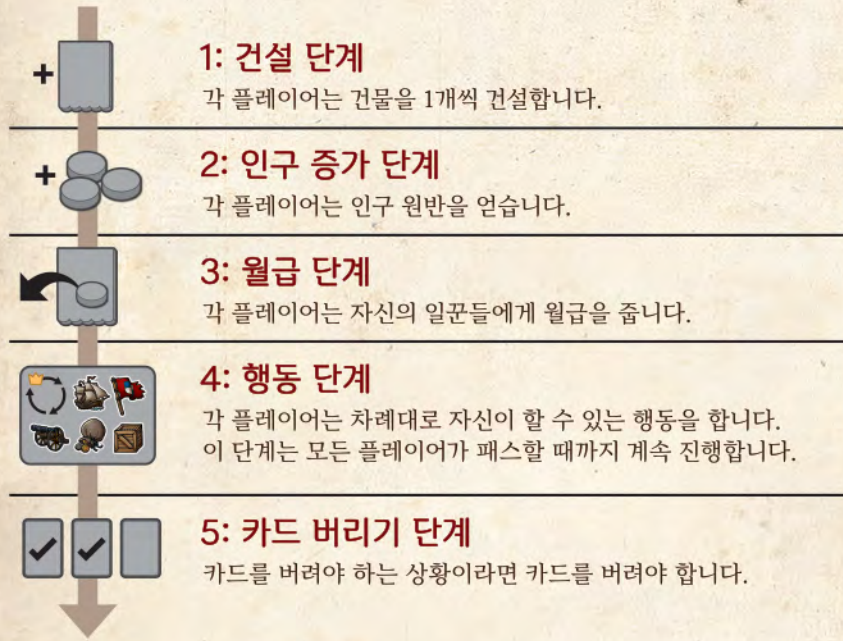 1: 건설 단계
각 플레이어는 건물을 1개씩 건설합니다.
2: 인구 증가 단계
각 플레이어는 인구 원반을 얻습니다.
3: 월급 단계
각 플레이어는 자신의 일꾼들에게 월급을 줍니다.
4: 행동 단계
각 플레이어는 차례대로 자신이 할 수 있는 행동을 합니다.
이 단계는 모든 플레이어가 패스할 때까지 계속 진행합니다.
5: 카드 버리기 단계
카드를 버려야 하는 상황이라면 카드를 버려야 합니다.